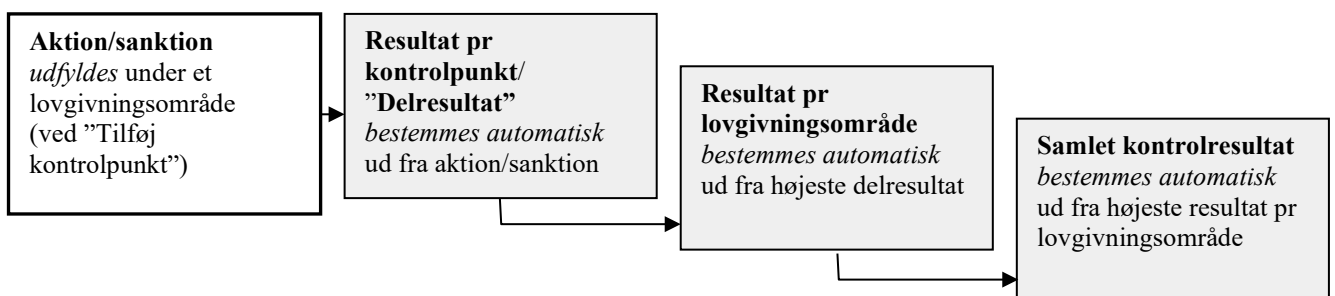 Aktion/sanktion
udfyldes under et
lovgivningsområde
(ved ”Tilføj
kontrolpunkt”)
Resultat pr
kontrolpunkt/
”Delresultat”
bestemmes automatisk
ud fra aktion/sanktion
Resultat pr
lovgivningsområde
bestemmes automatisk
ud fra højeste delresultat
Samlet kontrolresultat
bestemmes automatisk
ud fra højeste resultat pr
lovgivningsområde